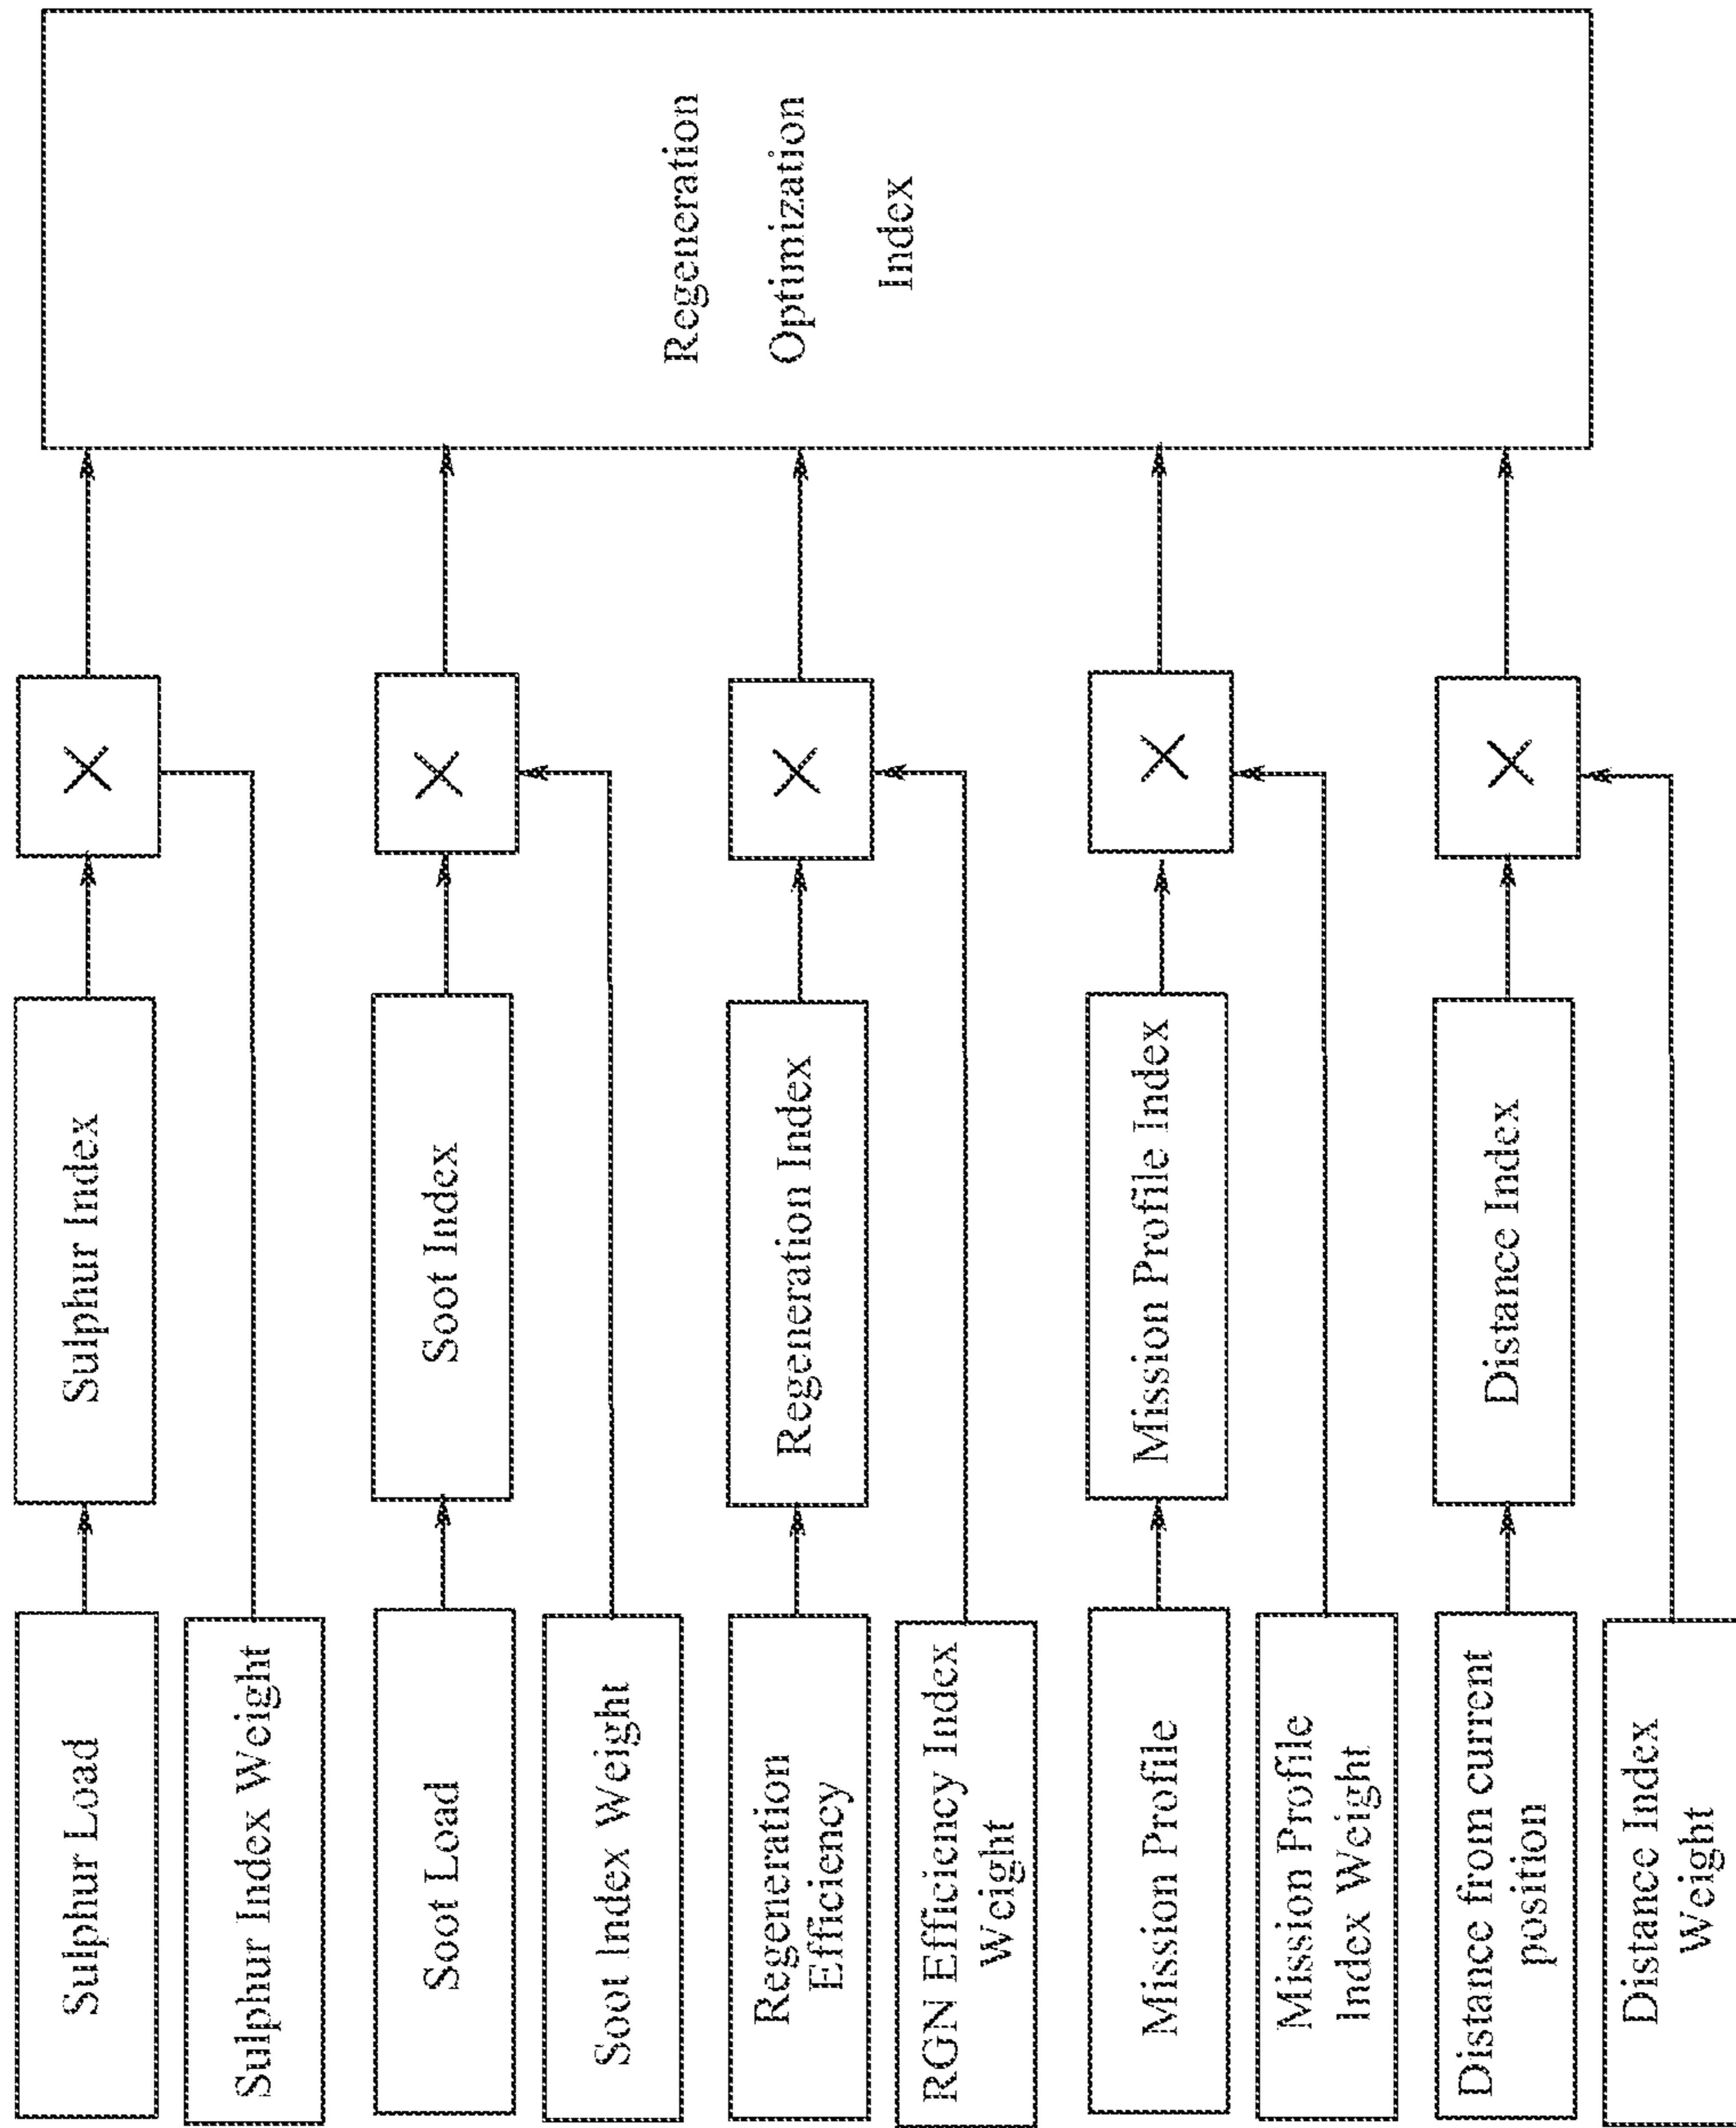 Sulphur Load
Sulphur Index
X
Sulphur Index Weight
Soot Load
Soot Index
X
Soot Index Weight
Regeneration
Efficiency
Regeneration Index
X
RGN Efficiency Index
Weight
Mission Profile
Mission Profile Index
X
Mission Profile
Index Weight
Distance from current
position
Distance Index
X
Distance Index
Weight
Regeneration
Optimization
Index